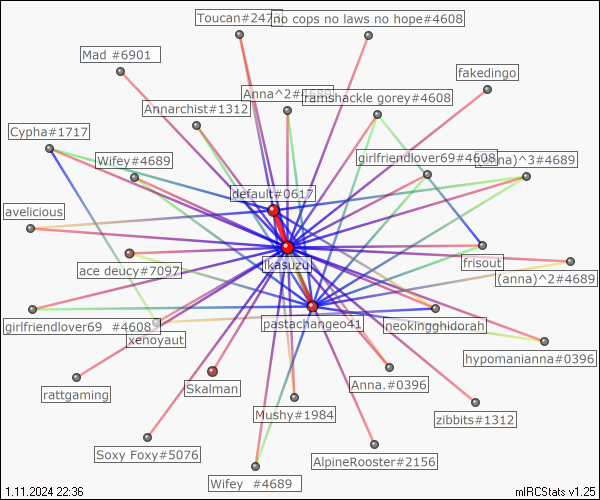 Toucan#247
no cops no laws no hope#4608
Mad #6901
fakedingo
Anna^2#4689
ramshackle gorey#4608
Annarchist#1312
Cypha#1717
Wifey#4689
girlfriendlover69#4608
(anna)^3#4689
default#0617
avelicious
ikasuzu
ace deucy#7097
frisout
(anna)^2#4689
girlfriendlover69 #4608
xenoyaut
pastachangeo41
neokingghidorah
hypomanianna#0396
rattgaming
Skalman
Anna.#0396
Mushy#1984
zibbits#1312
Soxy Foxy#5076
AlpineRooster#2156
Wifey #4689
1.11.2024 22:36
mIRCStats v1.25